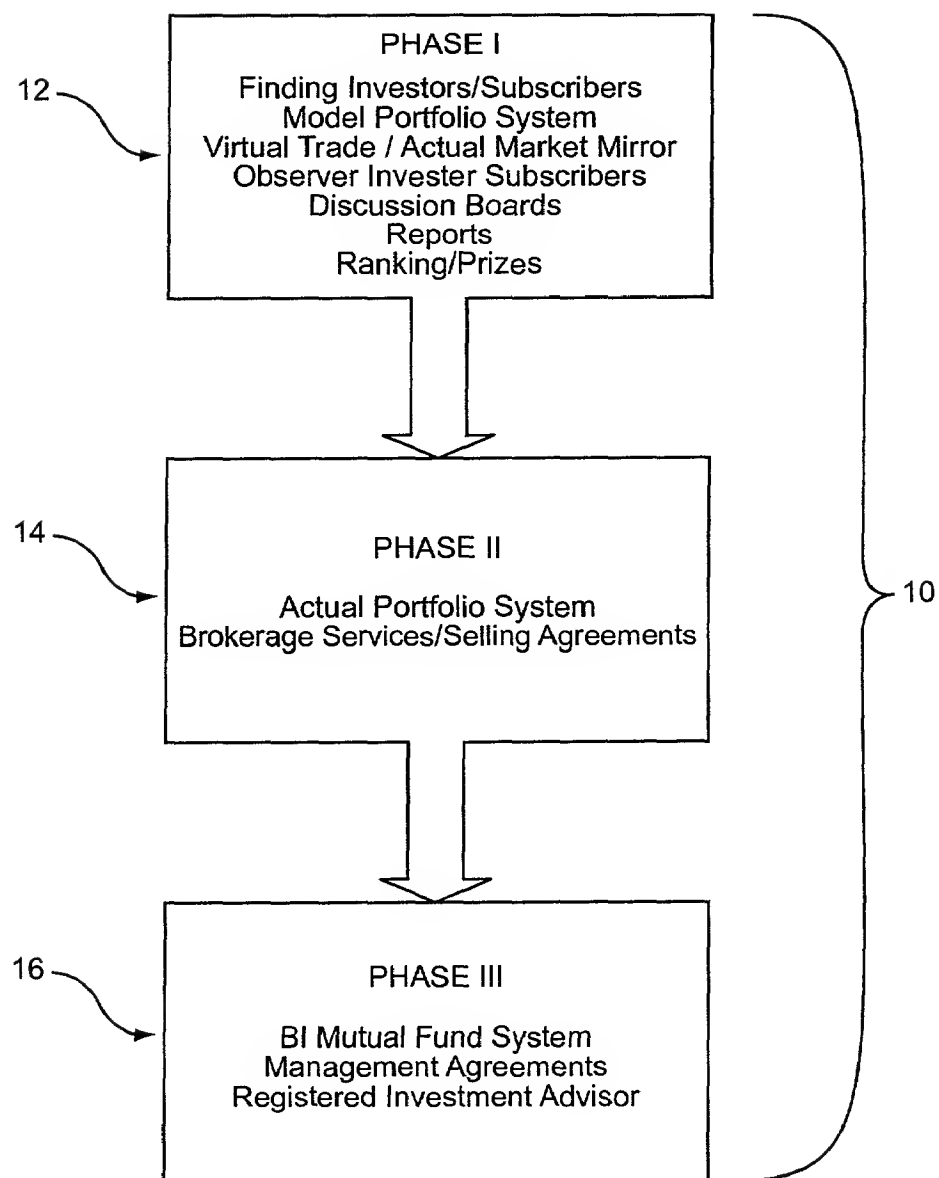 PHASE I
12
Finding Investors/Subscribers
Model Portfolio System
Virtual Trade / Actual Market Mirror
Observer Invester Subscribers
Discussion Boards
Reports
Ranking/Prizes
14
PHASE II
10
Actual Portfolio System
Brokerage Services/Selling Agreements
16
PHASE III
BI Mutual Fund System
Management Agreements
Registered Investment Advisor